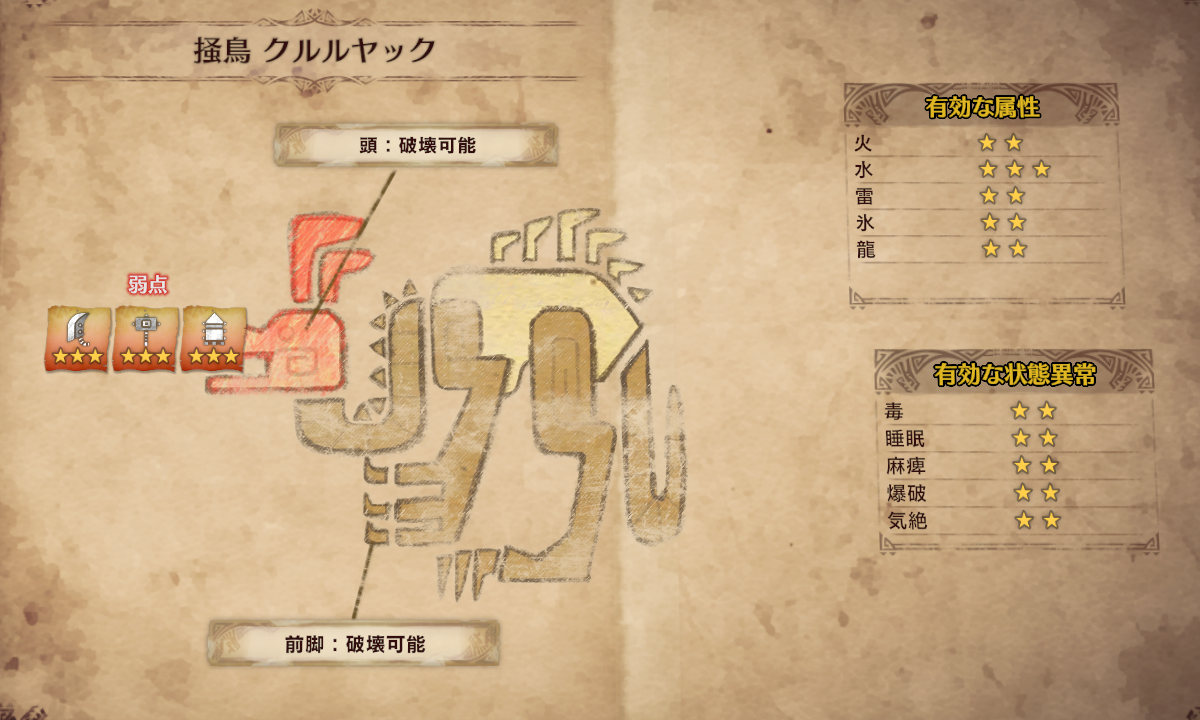 掻鳥 クルルヤック
頭：破壊可能
弱点
★★★ ★★★ ★★★
前脚：破壊可能
有効な属性
火 ★★
水 ★★★
雷 ★★
氷 ★★
龍 ★★
有効な状態異常
毒 ★★
睡眠 ★★
麻痺 ★★
爆破 ★★
気絶 ★★